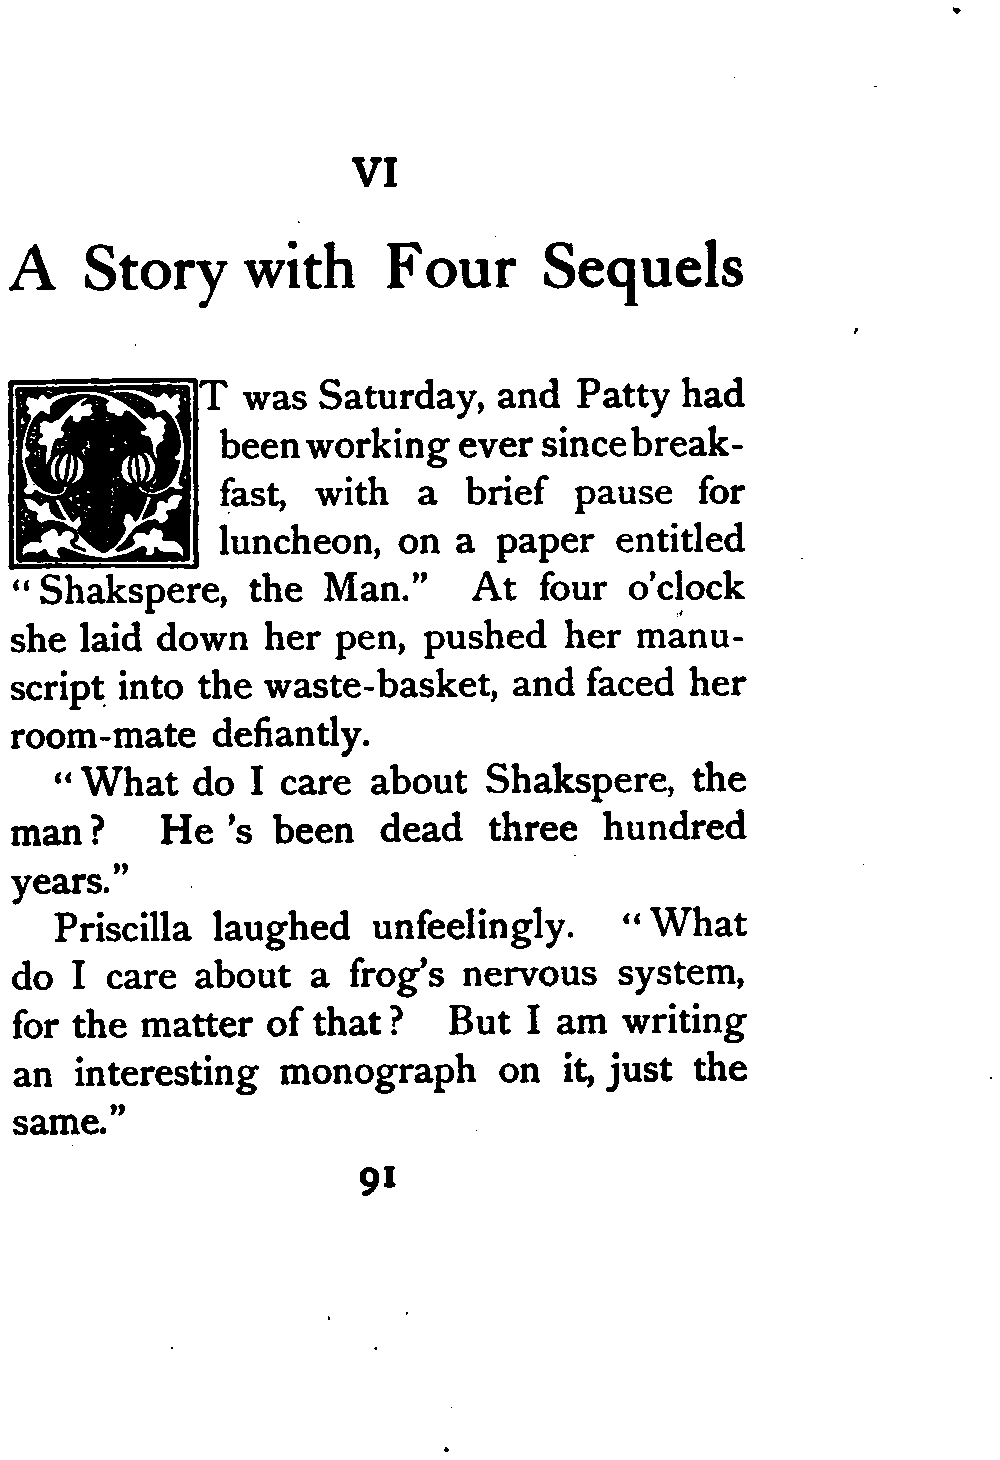 VI
A Story with Four Sequels
IT was Saturday, and Patty had
been working ever since break-
fast, with a brief pause for
luncheon, on a paper entitled
“Shakspere, the Man.” At four o'clock
she laid down her pen, pushed her manu-
script into the waste-basket, and faced her
room-mate defiantly.
“What do I care about Shakspere, the
man? He 's been dead three hundred
years.”
Priscilla laughed unfeelingly. “What
do I care about a frog's nervous system,
for the matter of that? But I am writing
an interesting monograph on it, just the
same.”
91